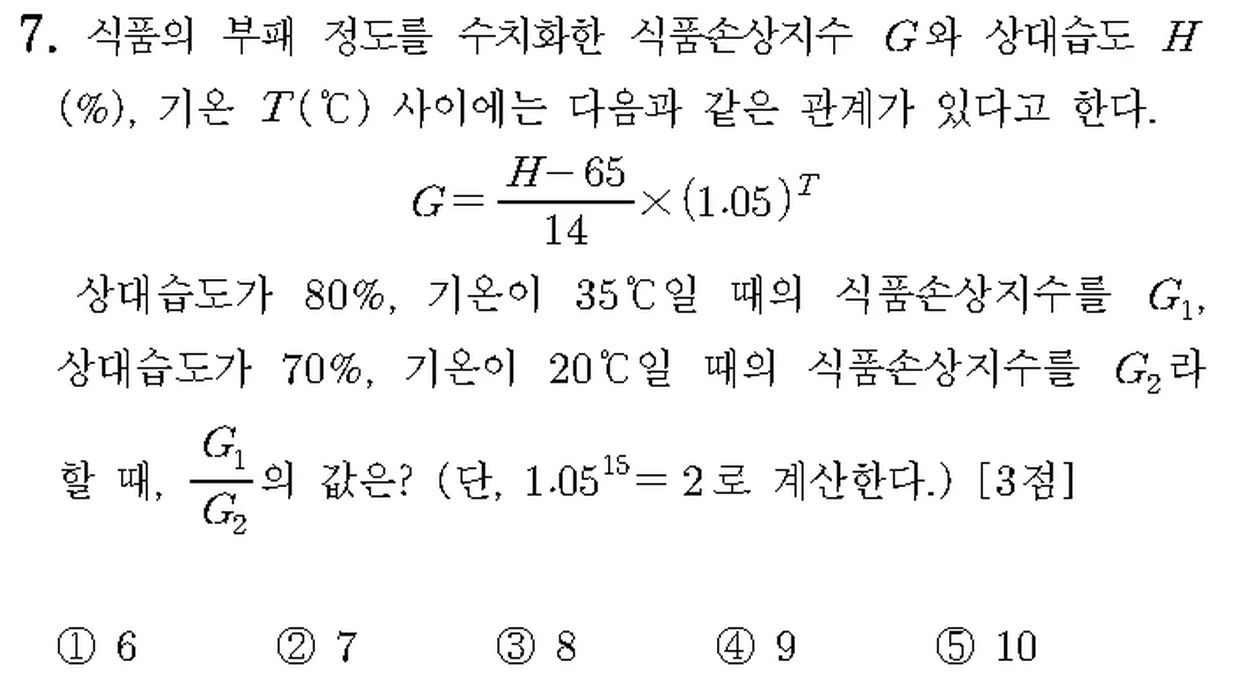 7. 식품의 부패 정도를 수치화한 식품손상지수 G와 상대습도 H
(%), 기온 T(℃) 사이에는 다음과 같은 관계가 있다고 한다.
G = \frac{H-65}{14} × (1.05)^T
상대습도가 80%, 기온이 35℃일 때의 식품손상지수를 G₁,
상대습도가 70%, 기온이 20℃일 때의 식품손상지수를 G₂라
할 때, \frac{G₁}{G₂}의 값은? (단, 1.05^{15} = 2로 계산한다.) [3점]
① 6 ② 7 ③ 8 ④ 9 ⑤ 10